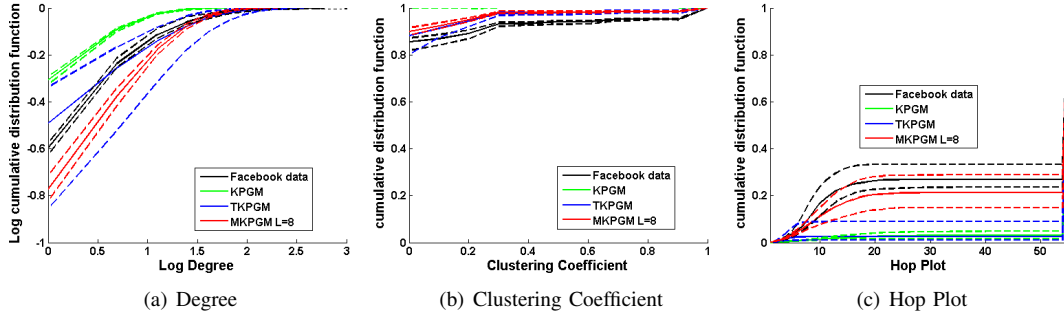 0
-0.2
-0.4
-0.6
-0.8
-1
0 0.5 1 1.5 2 2.5 3
Log cumulative distribution function
Log Degree
Facebook data
KPGM
TKPGM
MKPGM L=8
(a) Degree
1
0.8
0.6
0.4
0.2
0
0 0.2 0.4 0.6 0.8 1
cumulative distribution function
Clustering Coefficient
Facebook data
KPGM
TKPGM
MKPGM L=8
(b) Clustering Coefficient
1
0.8
0.6
0.4
0.2
0
10 20 30 40 50
cumulative distribution function
Hop Plot
Facebook data
KPGM
TKPGM
MKPGM L=8
(c) Hop Plot